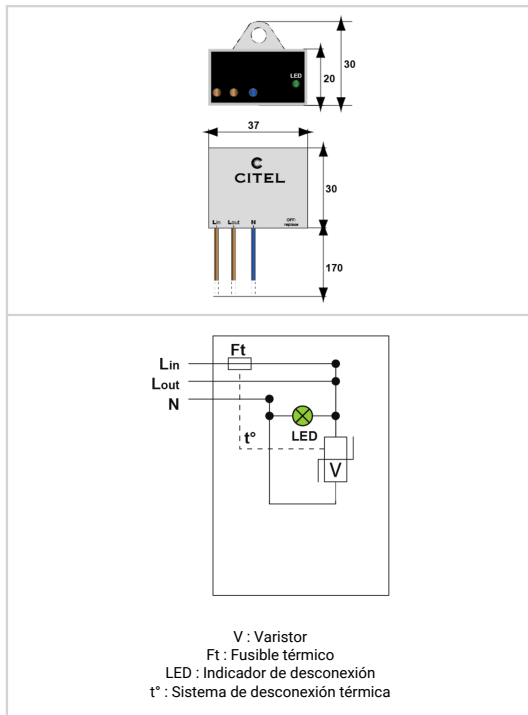 30
20
LED
37
C
CITEL
30
Lin Lout N OFF: replace
170
Ft
Lin
Lout
N
LED
t°
V
V : Varistor
Ft : Fusible térmico
LED : Indicador de desconexión
t° : Sistema de desconexión térmica